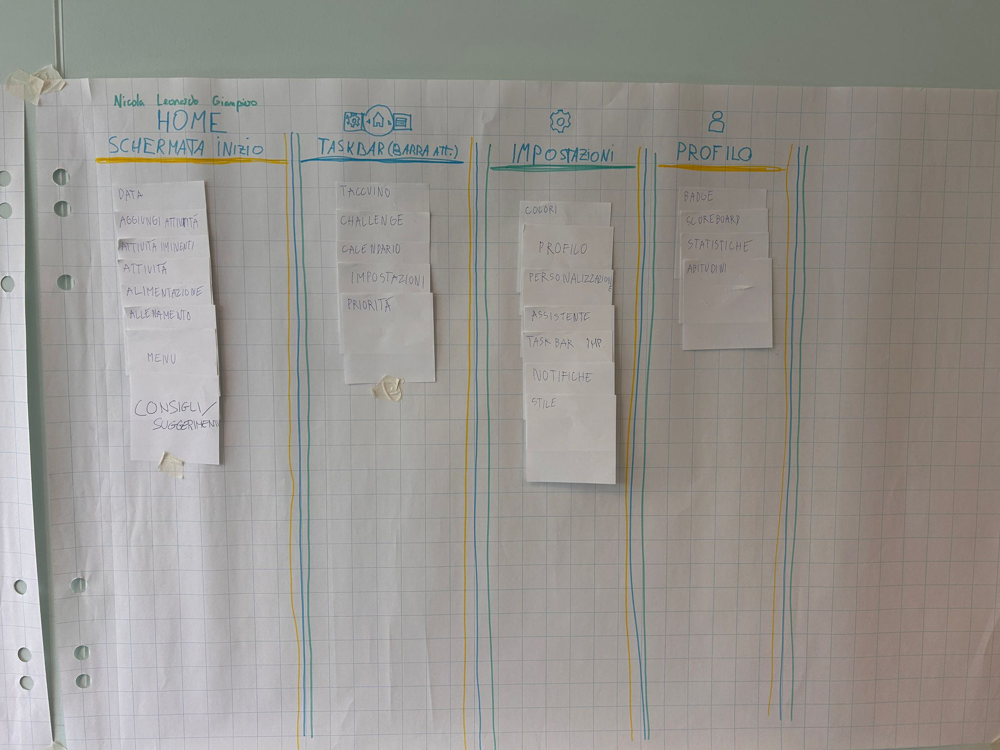 Nicola Leonardo Giampiero
HOME
SCHERMATA INIZIO
DATA
AGGIUNGI ATTIVITÁ
ATTIVITÁ IMINENTI
ATTIVITÁ
ALIMENTAZIONE
ALLENAMENTO
MENU
CONSIGLI/
SUGGERIMENTI
TASKBAR (BARRA ATT.)
TACCUINO
CHALLENGE
CALENDARIO
IMPOSTAZIONI
PRIORITÁ
IMPOSTAZIONI
COLORI
PROFILO
PERSONALIZZAZIONE
ASSISTENTE
TASK BAR IMP.
NOTIFICHE
STILE
PROFILO
BADGE
SCOREBOARD
STATISTICHE
ABITUDINI